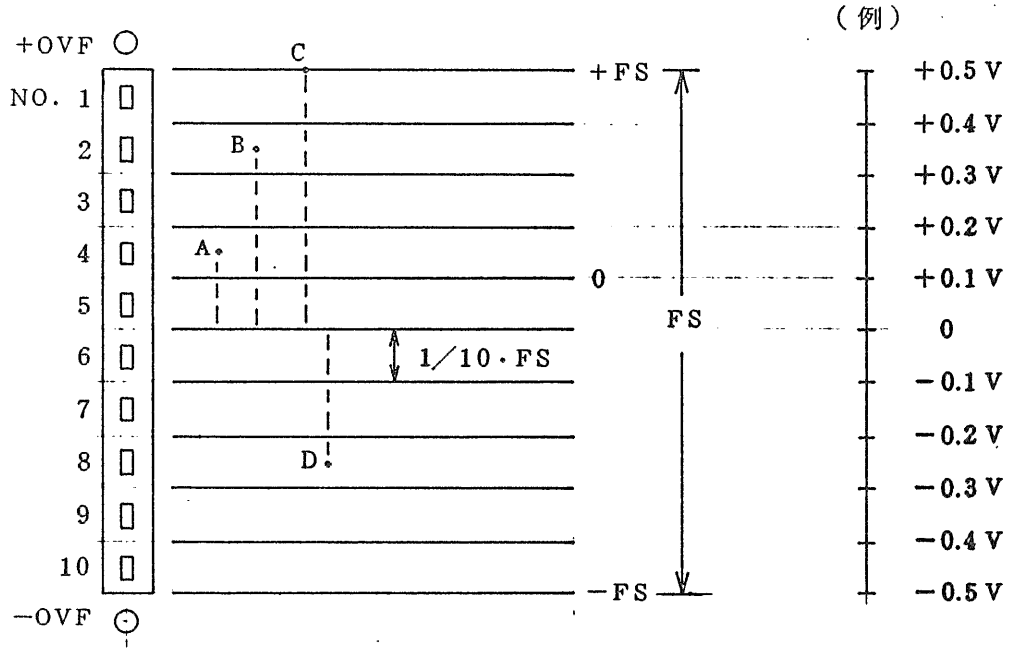 (例)
+OVF
C
+FS
+0.5 V
NO. 1
+0.4 V
2
B
+0.3 V
3
+0.2 V
4
A
0
+0.1 V
5
FS
0
6
1/10・FS
-0.1 V
7
-0.2 V
8
D
-0.3 V
9
-0.4 V
10
-FS
-0.5 V
-OVF